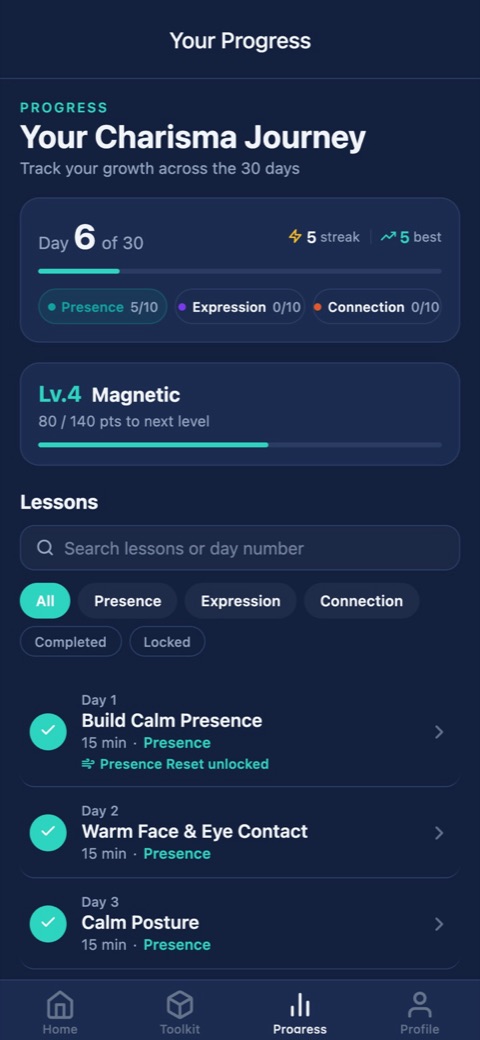 Your Progress
PROGRESS
Your Charisma Journey
Track your growth across the 30 days
Day 6 of 30 5 streak 5 best
Presence 5/10 Expression 0/10 Connection 0/10
Lv.4 Magnetic
80 / 140 pts to next level
Lessons
Search lessons or day number
All Presence Expression Connection
Completed Locked
Day 1
Build Calm Presence
15 min · Presence
Presence Reset unlocked
Day 2
Warm Face & Eye Contact
15 min · Presence
Day 3
Calm Posture
15 min · Presence
Home Toolkit Progress Profile